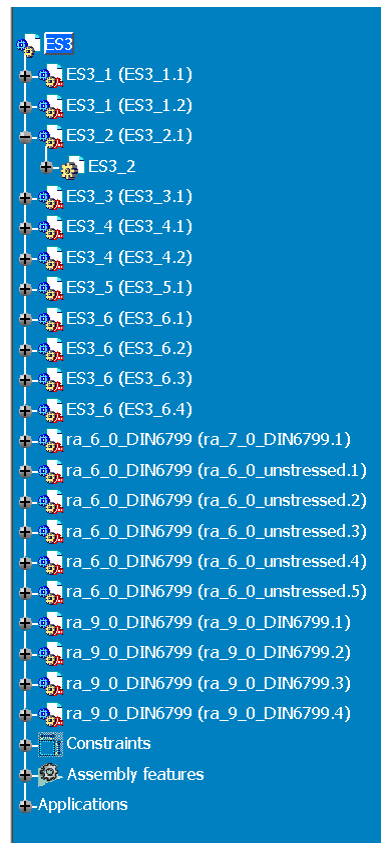 ES3
ES3_1 (ES3_1.1)
ES3_1 (ES3_1.2)
ES3_2 (ES3_2.1)
ES3_2
ES3_3 (ES3_3.1)
ES3_4 (ES3_4.1)
ES3_4 (ES3_4.2)
ES3_5 (ES3_5.1)
ES3_6 (ES3_6.1)
ES3_6 (ES3_6.2)
ES3_6 (ES3_6.3)
ES3_6 (ES3_6.4)
ra_6_0_DIN6799 (ra_7_0_DIN6799.1)
ra_6_0_DIN6799 (ra_6_0_unstressed.1)
ra_6_0_DIN6799 (ra_6_0_unstressed.2)
ra_6_0_DIN6799 (ra_6_0_unstressed.3)
ra_6_0_DIN6799 (ra_6_0_unstressed.4)
ra_6_0_DIN6799 (ra_6_0_unstressed.5)
ra_9_0_DIN6799 (ra_9_0_DIN6799.1)
ra_9_0_DIN6799 (ra_9_0_DIN6799.2)
ra_9_0_DIN6799 (ra_9_0_DIN6799.3)
ra_9_0_DIN6799 (ra_9_0_DIN6799.4)
Constraints
Assembly features
Applications